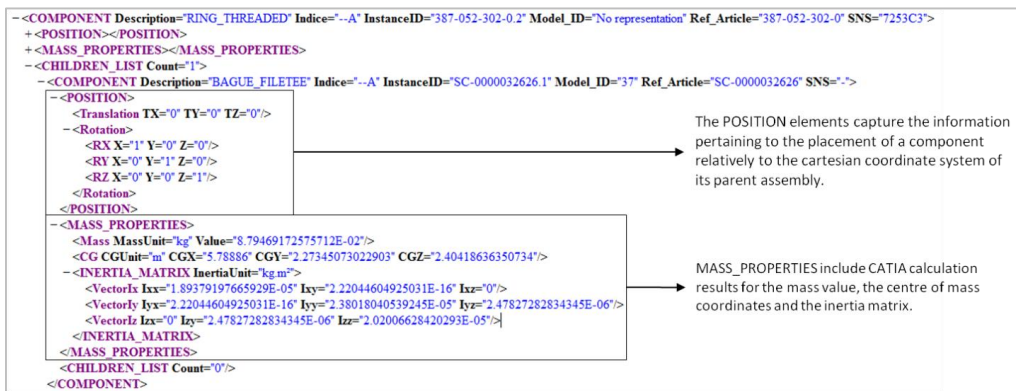 −<COMPONENT Description="RING_THREADED" Indice="--A" InstanceID="387-052-302-0.2" Model_ID="No representation" Ref_Article="387-052-302-0" SNS="7253C3">
+<POSITION></POSITION>
+<MASS_PROPERTIES></MASS_PROPERTIES>
−<CHILDREN_LIST Count="1">
−<COMPONENT Description="BAGUE_FILETEE" Indice="--A" InstanceID="SC-0000032626.1" Model_ID="37" Ref_Article="SC-0000032626" SNS="-">
−<POSITION>
<Translation TX="0" TY="0" TZ="0"/>
−<Rotation>
<RX X="1" Y="0" Z="0"/>
<RY X="0" Y="1" Z="0"/>
<RZ X="0" Y="0" Z="1"/>
</Rotation>
</POSITION>
The POSITION elements capture the information
pertaining to the placement of a component
relatively to the cartesian coordinate system of
its parent assembly.
−<MASS_PROPERTIES>
<Mass MassUnit="kg" Value="8.79469172575712E-02"/>
<CG CGUnit="m" CGX="5.78886" CGY="2.27345073022903" CGZ="2.40418636350734"/>
−<INERTIA_MATRIX InertiaUnit="kg.m²">
<VectorIx Ixx="1.89379197665929E-05" Ixy="2.22044604925031E-16" Ixz="0"/>
<VectorIy Iyx="2.22044604925031E-16" Iyy="2.38018040539245E-05" Iyz="2.47827282834345E-06"/>
<VectorIz Izx="0" Izy="2.47827282834345E-06" Izz="2.02006628420293E-05"/>
</INERTIA_MATRIX>
</MASS_PROPERTIES>
MASS_PROPERTIES include CATIA calculation
results for the mass value, the centre of mass
coordinates and the inertia matrix.
<CHILDREN_LIST Count="0"/>
</COMPONENT>